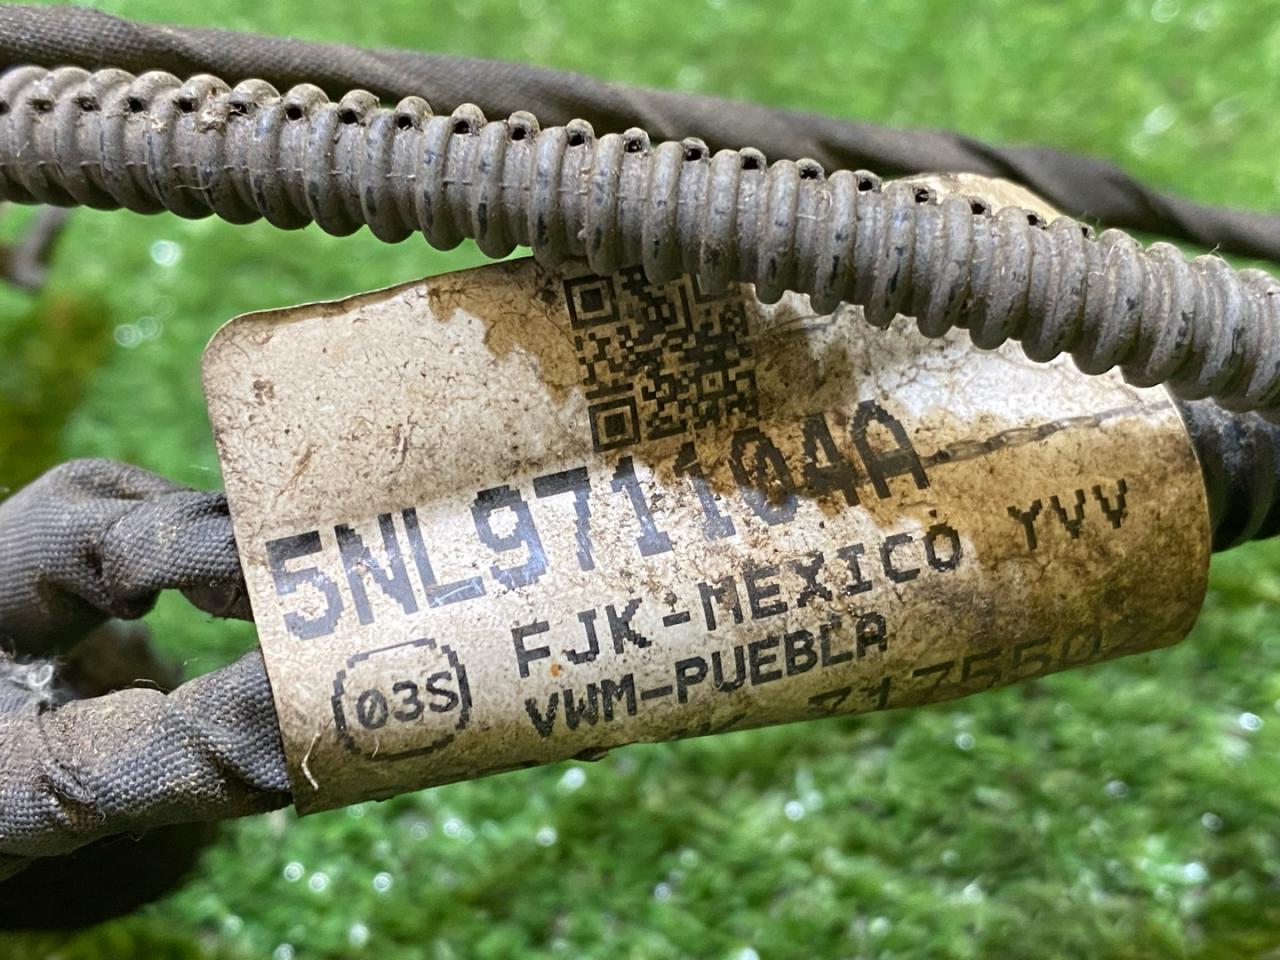 5NL971104A
FJK-MEXICO YVV
03S
VWM-PUEBLA